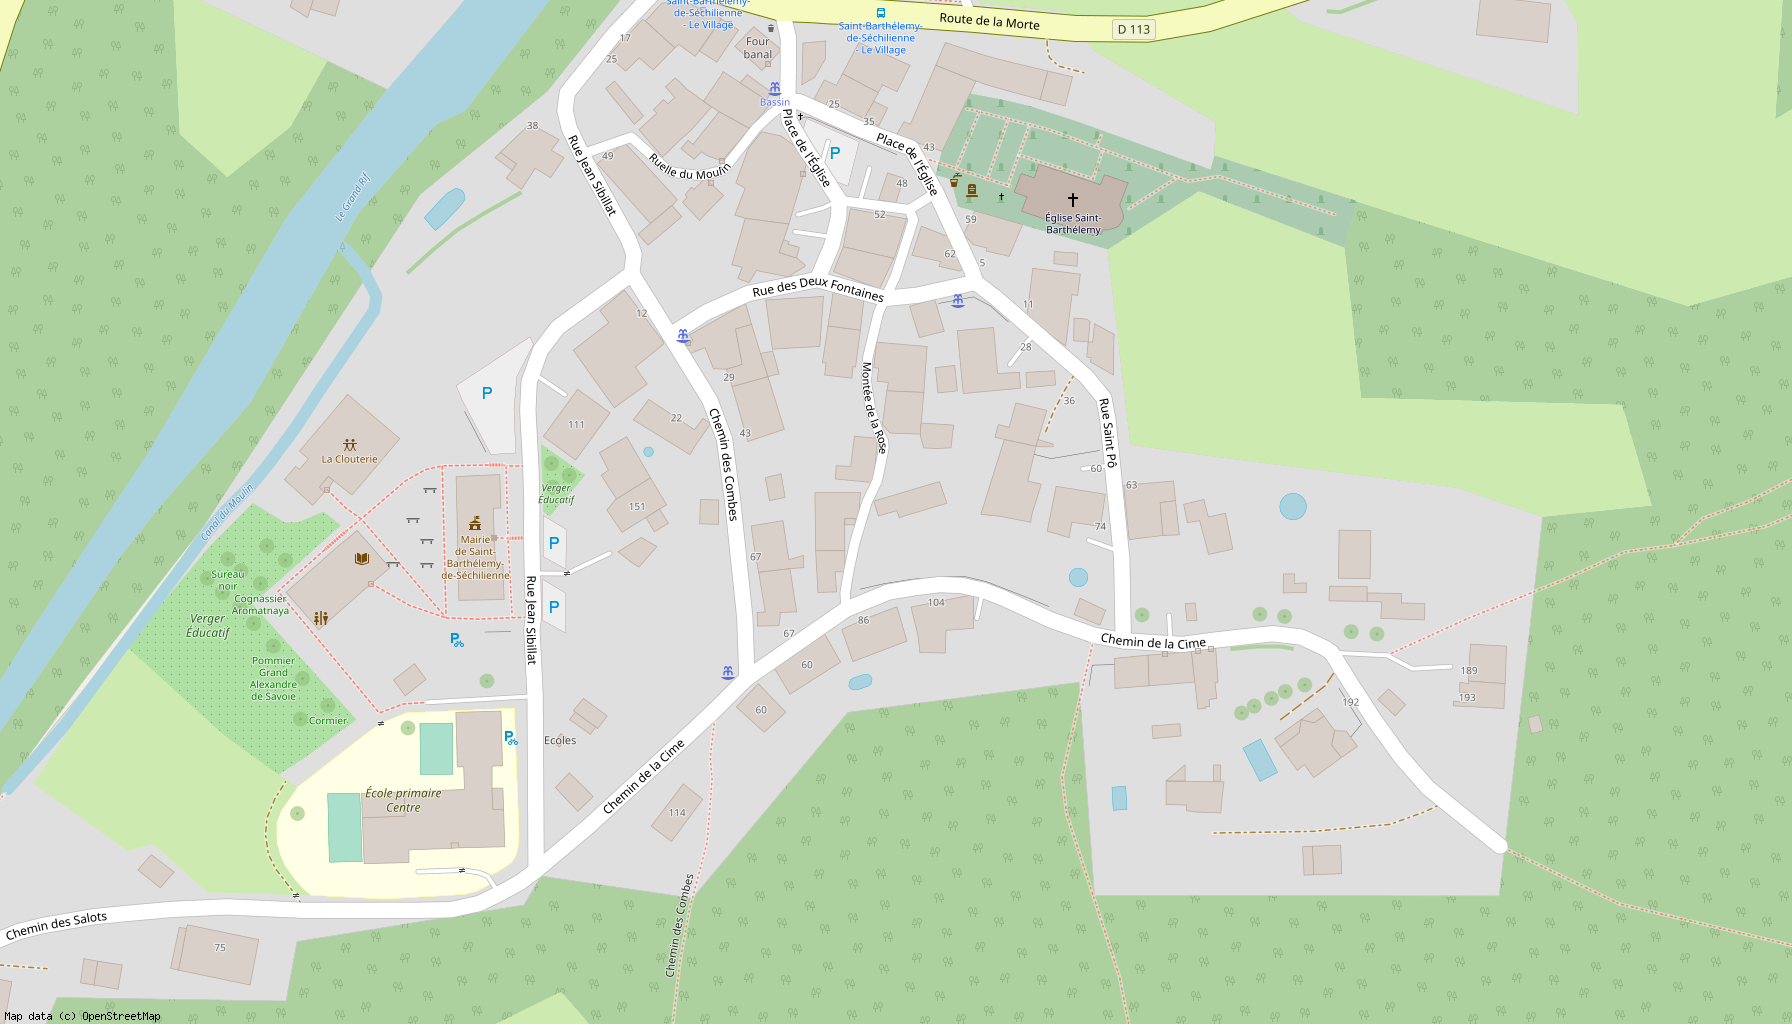 Saint-Barthélemy-
de-Séchilienne
- Le Village
Saint-Barthélemy-
de-Séchilienne
- Le Village
Route de la Morte
D 113
17
25
Four
banal
Bassin
25
35
43
38
49
Rue Jean Sibillat
Ruelle du Moulin
Place de l'Église
Place de l'Église
P
48
52
59
62
5
Église Saint-
Barthélemy
Le Grand Rif
Rue des Deux Fontaines
12
11
28
36
29
22
43
111
151
P
La Clouterie
Canal du Moulin
Verger
Éducatif
Chemin des Combes
Montée de la Rose
Rue Saint Pô
60
63
74
67
Mairie
de Saint-
Barthélemy-
de-Séchilienne
P
P
P
Rue Jean Sibillat
Sureau
noir
Cognassier
Aromatnaya
Verger
Éducatif
Pommier
Grand
Alexandre
de Savoie
Cormier
104
86
67
60
60
Chemin de la Cime
189
193
192
P
Ecoles
École primaire
Centre
Chemin de la Cime
114
Chemin des Combes
Chemin des Salots
75
Map data (c) OpenStreetMap